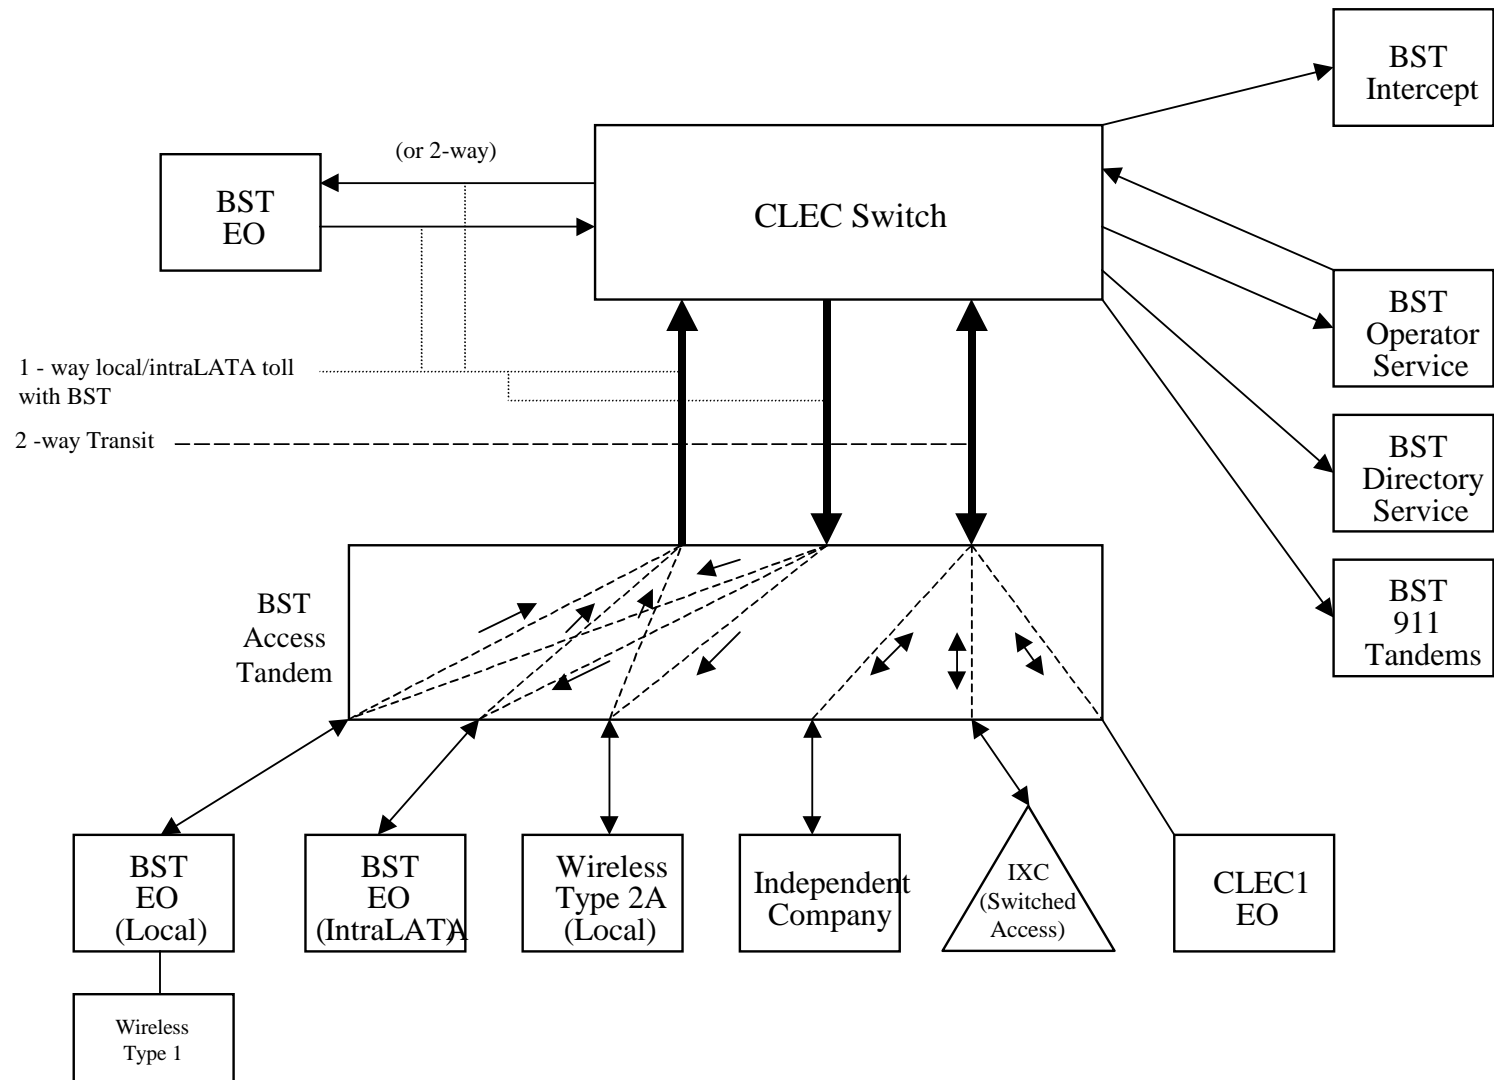 BST
Intercept
(or 2-way)
BST
EO
CLEC Switch
BST
Operator
Service
1 - way local/intraLATA toll
with BST
2 -way Transit
BST
Directory
Service
BST
Access
Tandem
BST
911
Tandems
BST
EO
(Local)
BST
EO
(IntraLATA)
Wireless
Type 2A
(Local)
Independent
Company
IXC
(Switched
Access)
CLEC1
EO
Wireless
Type 1